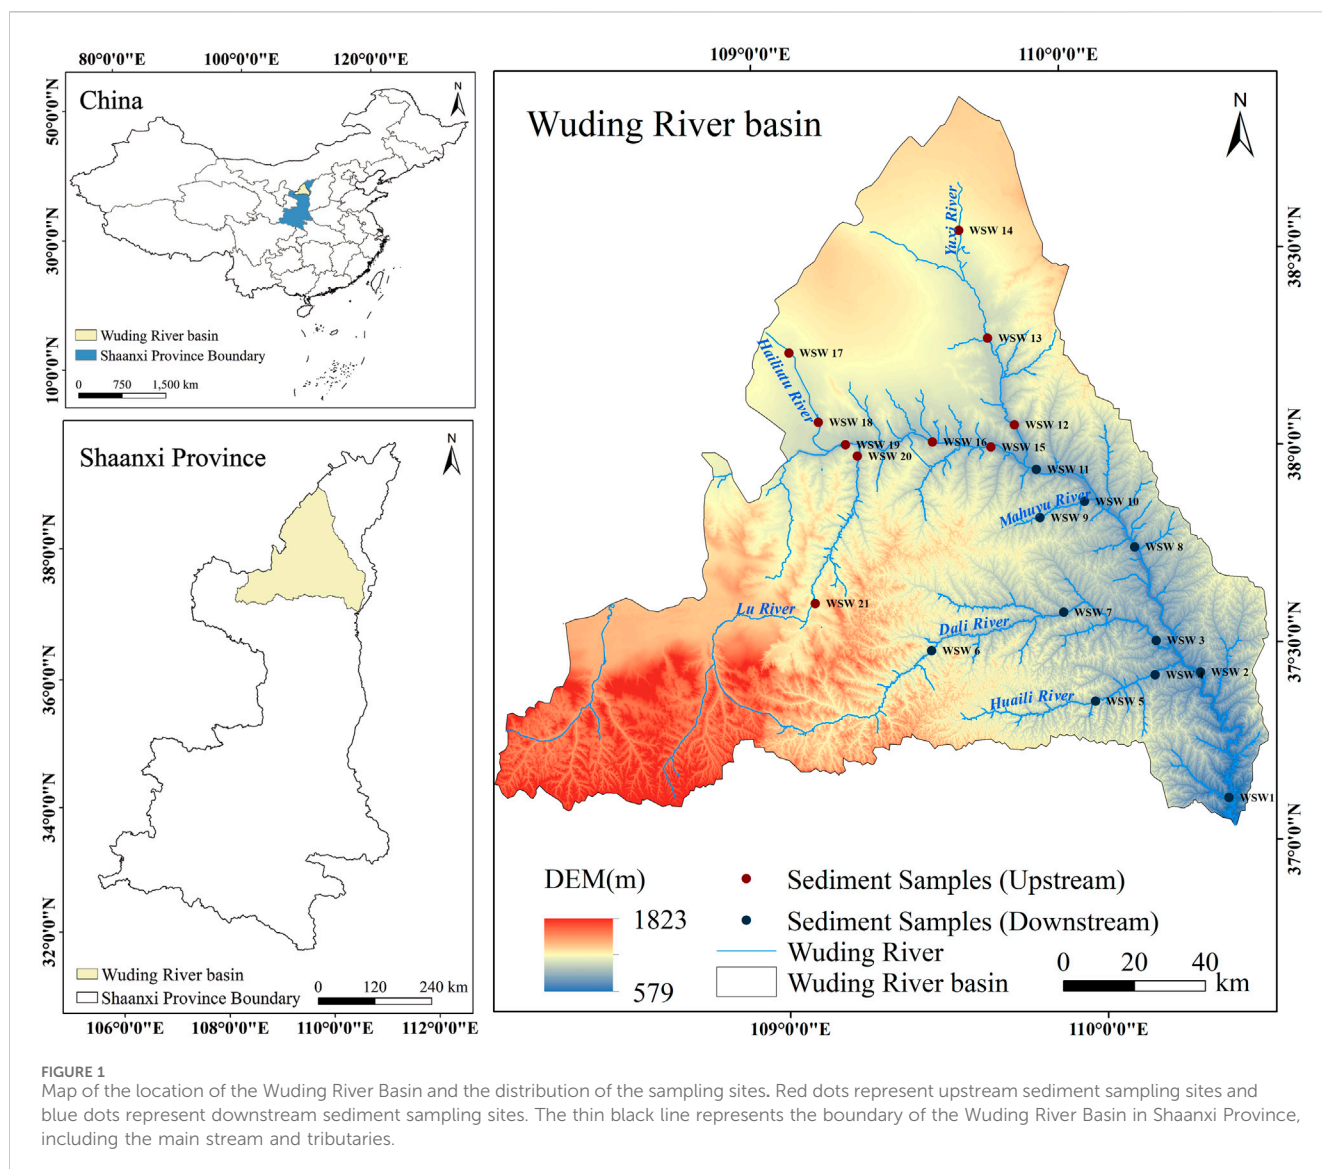 80°0'0"E
100°0'0"E
120°0'0"E
China
N
50°0'0"N
30°0'0"N
10°0'0"N
Wuding River basin
Shaanxi Province Boundary
0 750 1,500 km
Shaanxi Province
N
38°0'0"N
36°0'0"N
34°0'0"N
32°0'0"N
Wuding River basin
Shaanxi Province Boundary
0 120 240 km
106°0'0"E
108°0'0"E
110°0'0"E
112°0'0"E
109°0'0"E
110°0'0"E
Wuding River basin
N
38°30'0"N
38°0'0"N
37°30'0"N
37°0'0"N
Yuxi River
WSW 14
WSW 13
WSW 17
Hailiutu River
WSW 18
WSW 12
WSW 19
WSW 16
WSW 15
WSW 20
WSW 11
Mahuyu River
WSW 10
WSW 9
WSW 8
WSW 21
Lu River
WSW 7
Dali River
WSW 6
WSW 3
WSW 2
WSW
Huaili River
WSW 5
WSW1
DEM(m)
1823
579
Sediment Samples (Upstream)
Sediment Samples (Downstream)
Wuding River
Wuding River basin
0 20 40
km
109°0'0"E
110°0'0"E
FIGURE 1
Map of the location of the Wuding River Basin and the distribution of the sampling sites. Red dots represent upstream sediment sampling sites and
blue dots represent downstream sediment sampling sites. The thin black line represents the boundary of the Wuding River Basin in Shaanxi Province,
including the main stream and tributaries.